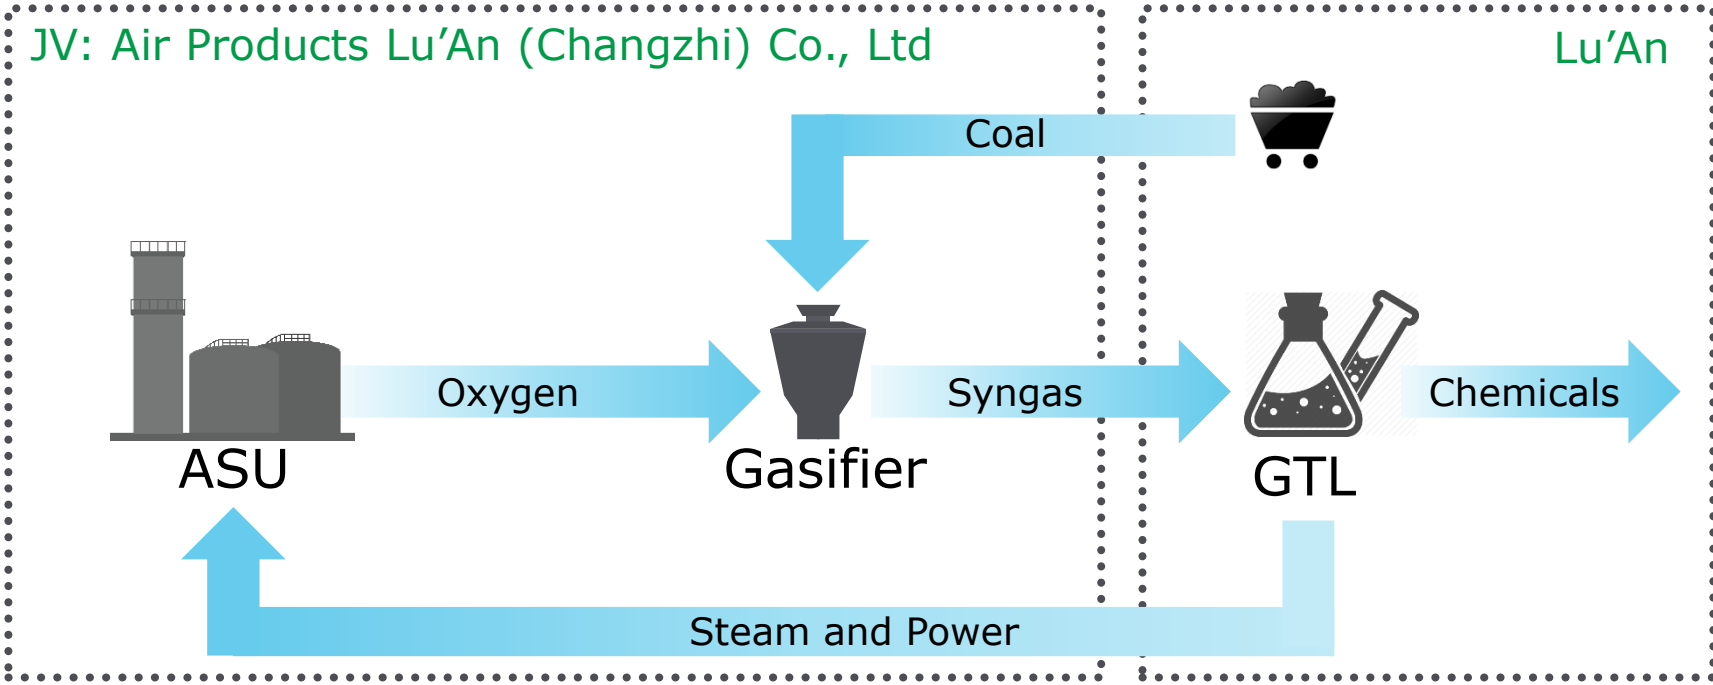 JV: Air Products Lu’An (Changzhi) Co., Ltd
Lu’An
Coal
Oxygen
Syngas
Chemicals
ASU
Gasifier
GTL
Steam and Power